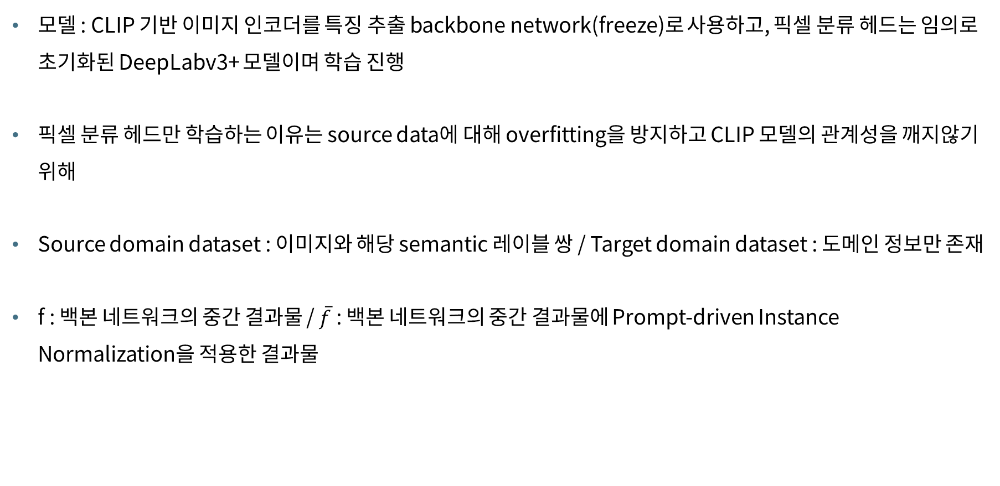 • 모델 : CLIP 기반 이미지 인코더를 특징 추출 backbone network(freeze)로 사용하고, 픽셀 분류 헤드는 임의로
초기화된 DeepLabv3+ 모델이며 학습 진행
• 픽셀 분류 헤드만 학습하는 이유는 source data에 대해 overfitting을 방지하고 CLIP 모델의 관계성을 깨지않기
위해
• Source domain dataset : 이미지와 해당 semantic 레이블 쌍 / Target domain dataset : 도메인 정보만 존재
• f : 백본 네트워크의 중간 결과물 / f̄ : 백본 네트워크의 중간 결과물에 Prompt-driven Instance
Normalization을 적용한 결과물